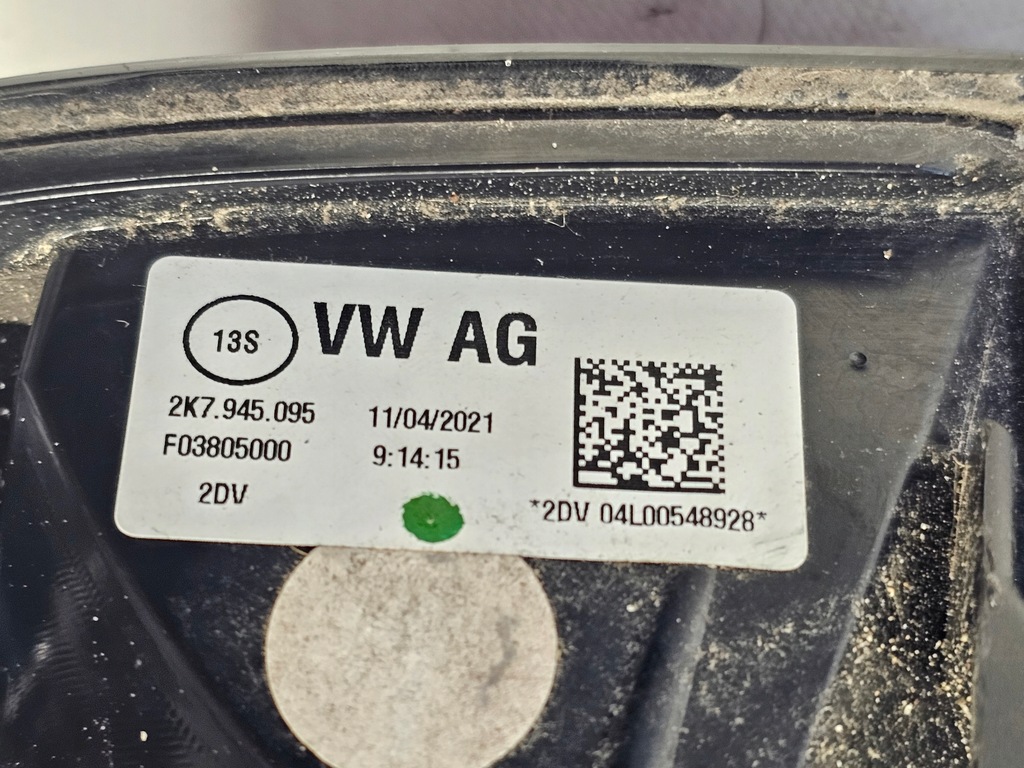 13S VW AG
2K7.945.095 11/04/2021
F03805000 9:14:15
2DV
*2DV 04L00548928*